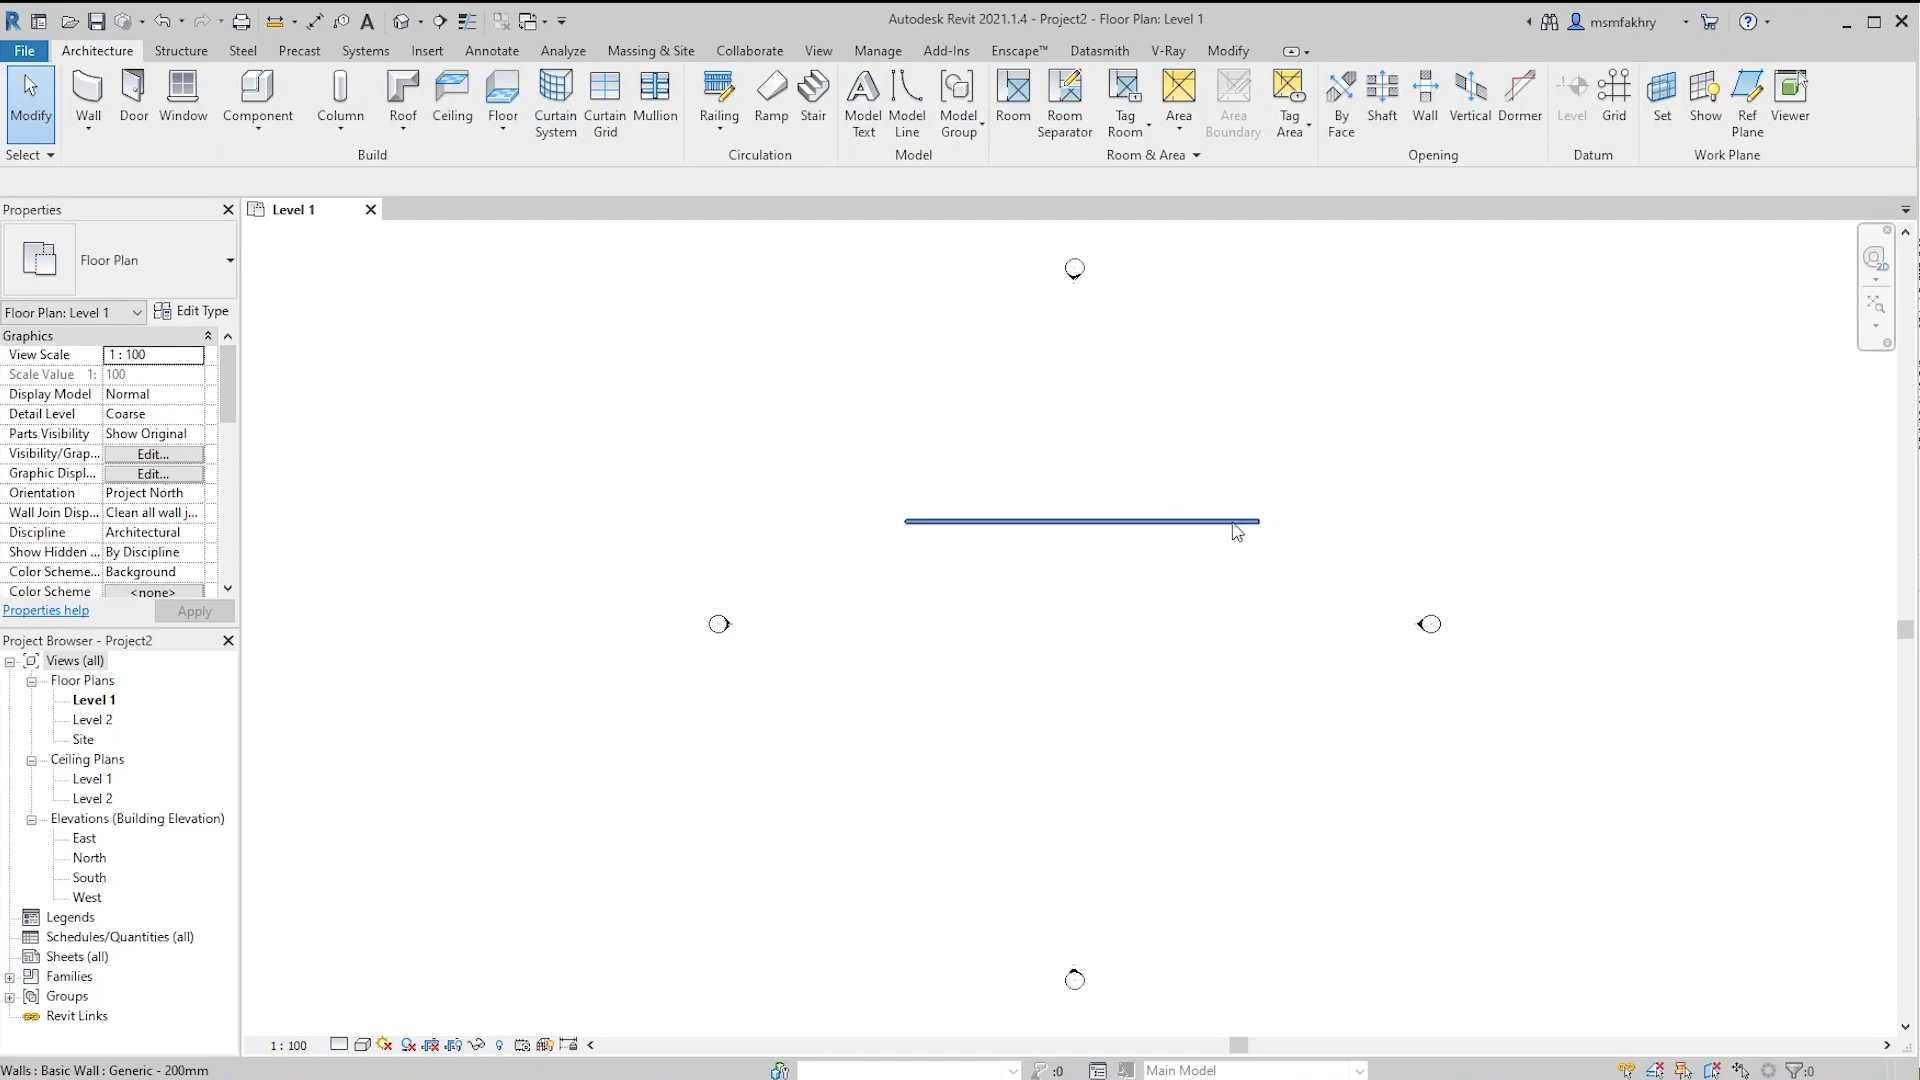 Autodesk Revit 2021.1.4 - Project2 - Floor Plan: Level 1
msmfakhry
File Architecture Structure Steel Precast Systems Insert Annotate Analyze Massing & Site Collaborate View Manage Add-Ins Enscape™ Datasmith V-Ray Modify
Modify Wall Door Window Component Column Roof Ceiling Floor Curtain System Curtain Grid Mullion Railing Ramp Stair Model Text Model Line Model Group Room Room Separator Tag Room Area Area Boundary Tag Area By Face Shaft Wall Vertical Dormer Level Grid Set Show Ref Plane Viewer
Select Build Circulation Model Room & Area Opening Datum Work Plane
Properties
Level 1
2D
Floor Plan
Floor Plan: Level 1 Edit Type
Graphics
View Scale 1 : 100
Scale Value 1: 100
Display Model Normal
Detail Level Coarse
Parts Visibility Show Original
Visibility/Grap... Edit...
Graphic Displ... Edit...
Orientation Project North
Wall Join Disp... Clean all wall j...
Discipline Architectural
Show Hidden ... By Discipline
Color Scheme... Background
Color Scheme <none>
Properties help Apply
Project Browser - Project2
Views (all)
Floor Plans
Level 1
Level 2
Site
Ceiling Plans
Level 1
Level 2
Elevations (Building Elevation)
East
North
South
West
Legends
Schedules/Quantities (all)
Sheets (all)
Families
Groups
Revit Links
1 : 100
Walls : Basic Wall : Generic - 200mm
:0
Main Model
:0